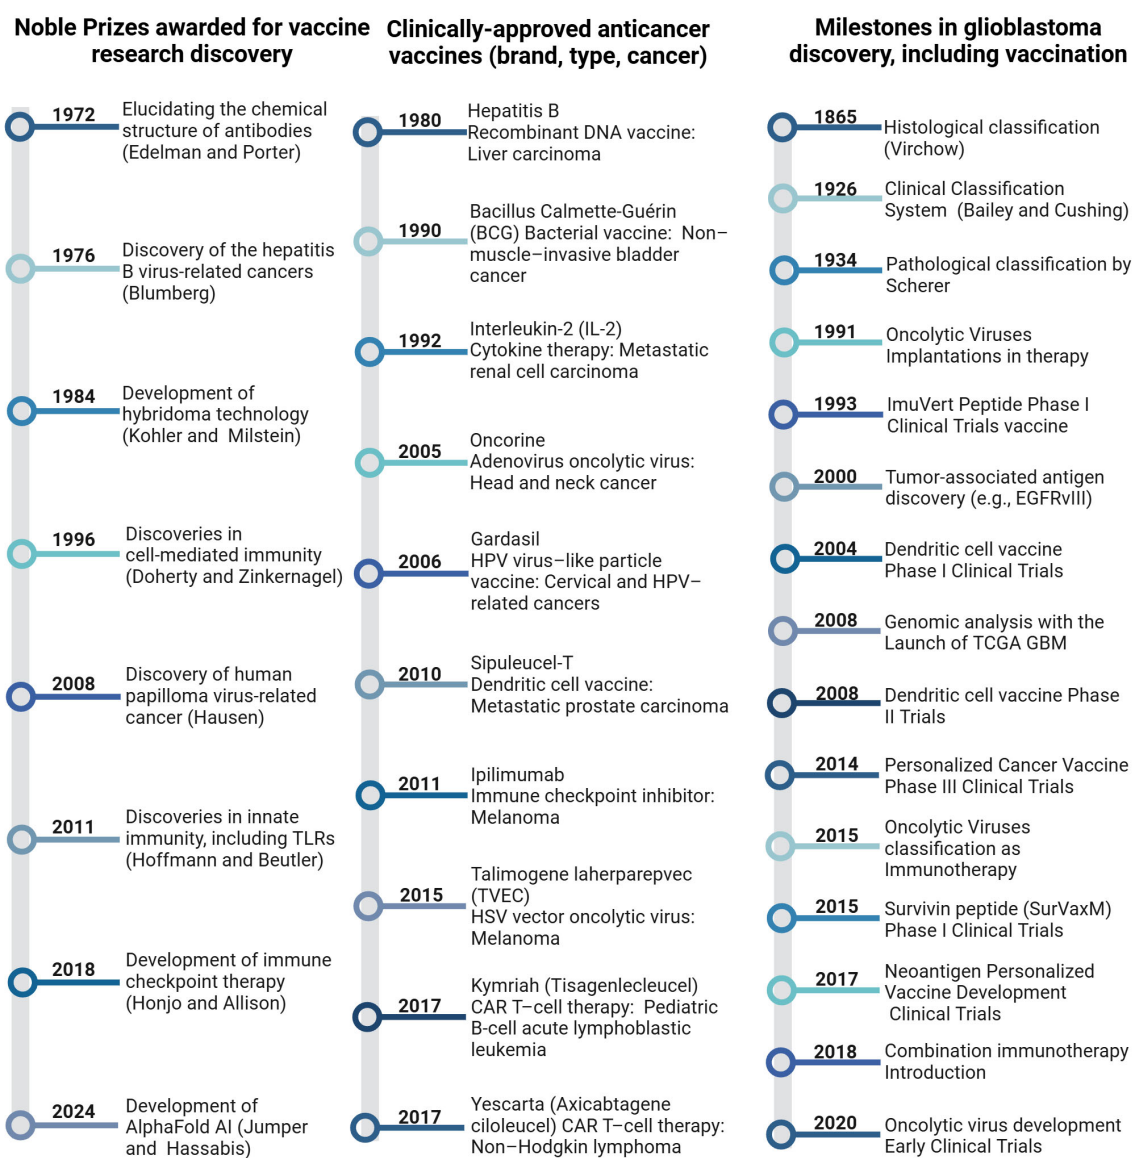 Noble Prizes awarded for vaccine
research discovery
1972
Elucidating the chemical
structure of antibodies
(Edelman and Porter)
1976
Discovery of the hepatitis
B virus-related cancers
(Blumberg)
1984
Development of
hybridoma technology
(Kohler and Milstein)
1996
Discoveries in
cell-mediated immunity
(Doherty and Zinkernagel)
2008
Discovery of human
papilloma virus-related
cancer (Hausen)
2011
Discoveries in innate
immunity, including TLRs
(Hoffmann and Beutler)
2018
Development of immune
checkpoint therapy
(Honjo and Allison)
2024
Development of
AlphaFold AI (Jumper
and Hassabis)
Clinically-approved anticancer
vaccines (brand, type, cancer)
1980
Hepatitis B
Recombinant DNA vaccine:
Liver carcinoma
1990
Bacillus Calmette-Guérin
(BCG) Bacterial vaccine: Non–
muscle–invasive bladder
cancer
1992
Interleukin-2 (IL-2)
Cytokine therapy: Metastatic
renal cell carcinoma
2005
Oncorine
Adenovirus oncolytic virus:
Head and neck cancer
2006
Gardasil
HPV virus–like particle
vaccine: Cervical and HPV–
related cancers
2010
Sipuleucel-T
Dendritic cell vaccine:
Metastatic prostate carcinoma
2011
Ipilimumab
Immune checkpoint inhibitor:
Melanoma
2015
Talimogene laherparepvec
(TVEC)
HSV vector oncolytic virus:
Melanoma
2017
Kymriah (Tisagenlecleucel)
CAR T–cell therapy: Pediatric
B-cell acute lymphoblastic
leukemia
2017
Yescarta (Axicabtagene
ciloleucel) CAR T–cell therapy:
Non–Hodgkin lymphoma
Milestones in glioblastoma
discovery, including vaccination
1865
Histological classification
(Virchow)
1926
Clinical Classification
System (Bailey and Cushing)
1934
Pathological classification by
Scherer
1991
Oncolytic Viruses
Implantations in therapy
1993
ImuVert Peptide Phase I
Clinical Trials vaccine
2000
Tumor-associated antigen
discovery (e.g., EGFRvIII)
2004
Dendritic cell vaccine
Phase I Clinical Trials
2008
Genomic analysis with the
Launch of TCGA GBM
2008
Dendritic cell vaccine Phase
II Trials
2014
Personalized Cancer Vaccine
Phase III Clinical Trials
2015
Oncolytic Viruses
classification as
Immunotherapy
2015
Survivin peptide (SurVaxM)
Phase I Clinical Trials
2017
Neoantigen Personalized
Vaccine Development
Clinical Trials
2018
Combination immunotherapy
Introduction
2020
Oncolytic virus development
Early Clinical Trials